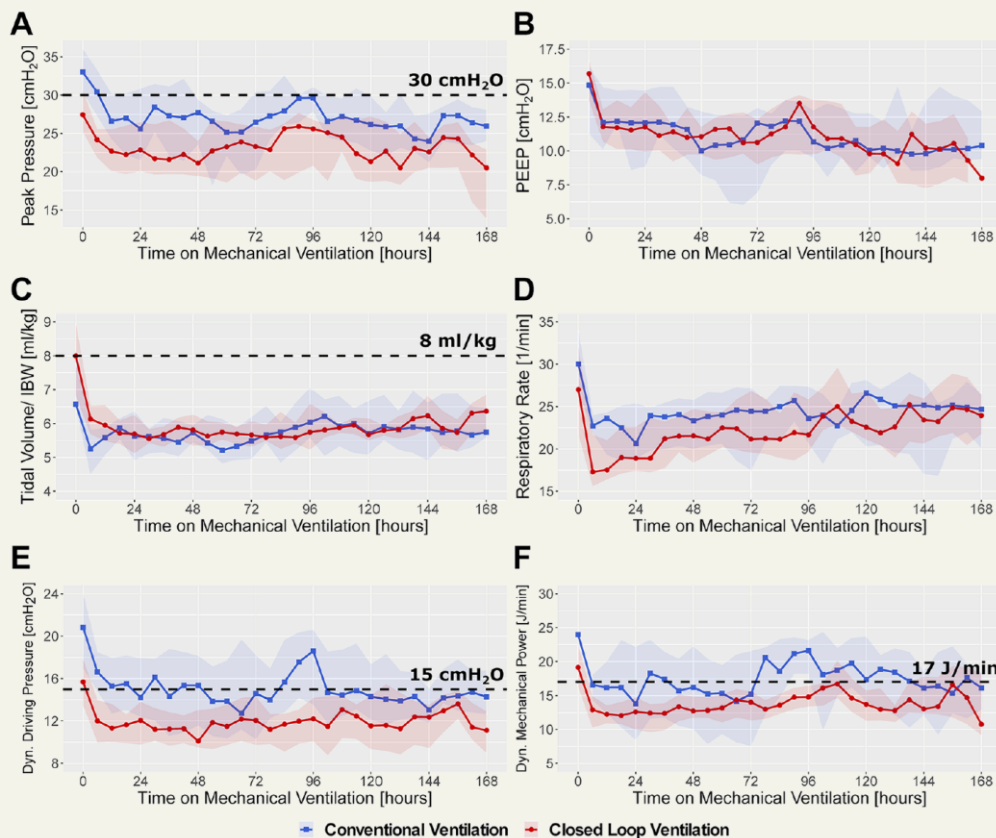 A
Peak Pressure [cmH₂O]
35
30
25
20
15
30 cmH₂O
0 24 48 72 96 120 144 168
Time on Mechanical Ventilation [hours]
B
PEEP [cmH₂O]
17.5
15.0
12.5
10.0
7.5
5.0
0 24 48 72 96 120 144 168
Time on Mechanical Ventilation [hours]
C
Tidal Volume/ IBW [ml/kg]
9
8
7
6
5
4
8 ml/kg
0 24 48 72 96 120 144 168
Time on Mechanical Ventilation [hours]
D
Respiratory Rate [1/min]
35
30
25
20
15
0 24 48 72 96 120 144 168
Time on Mechanical Ventilation [hours]
E
Dyn. Driving Pressure [cmH₂O]
24
20
16
12
8
15 cmH₂O
0 24 48 72 96 120 144 168
Time on Mechanical Ventilation [hours]
F
Dyn. Mechanical Power [J/min]
30
25
20
15
10
5
17 J/min
0 24 48 72 96 120 144 168
Time on Mechanical Ventilation [hours]
Conventional Ventilation Closed Loop Ventilation